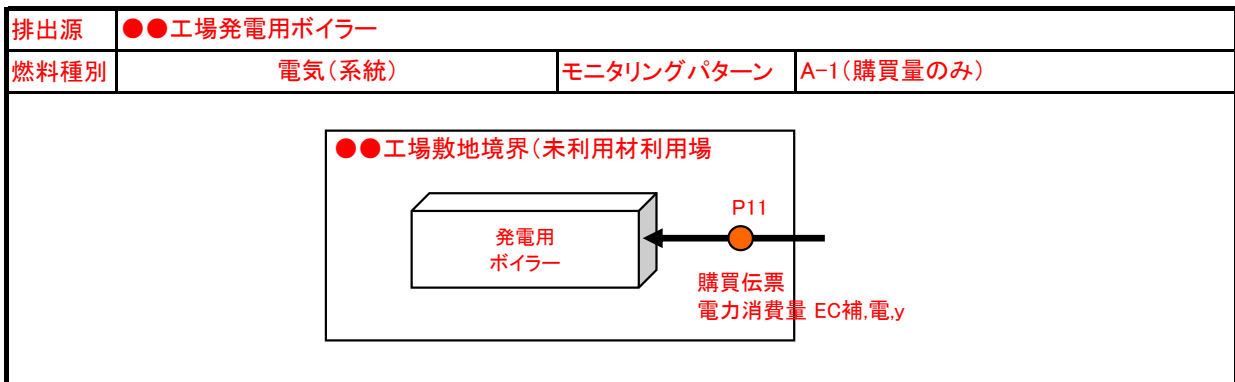 排出源 ●●工場発電用ボイラー
燃料種別 電気(系統) モニタリングパターン A-1(購買量のみ)
●●工場敷地境界(未利用材利用場
P11
発電用
ボイラー
購買伝票
電力消費量 EC補,電,y